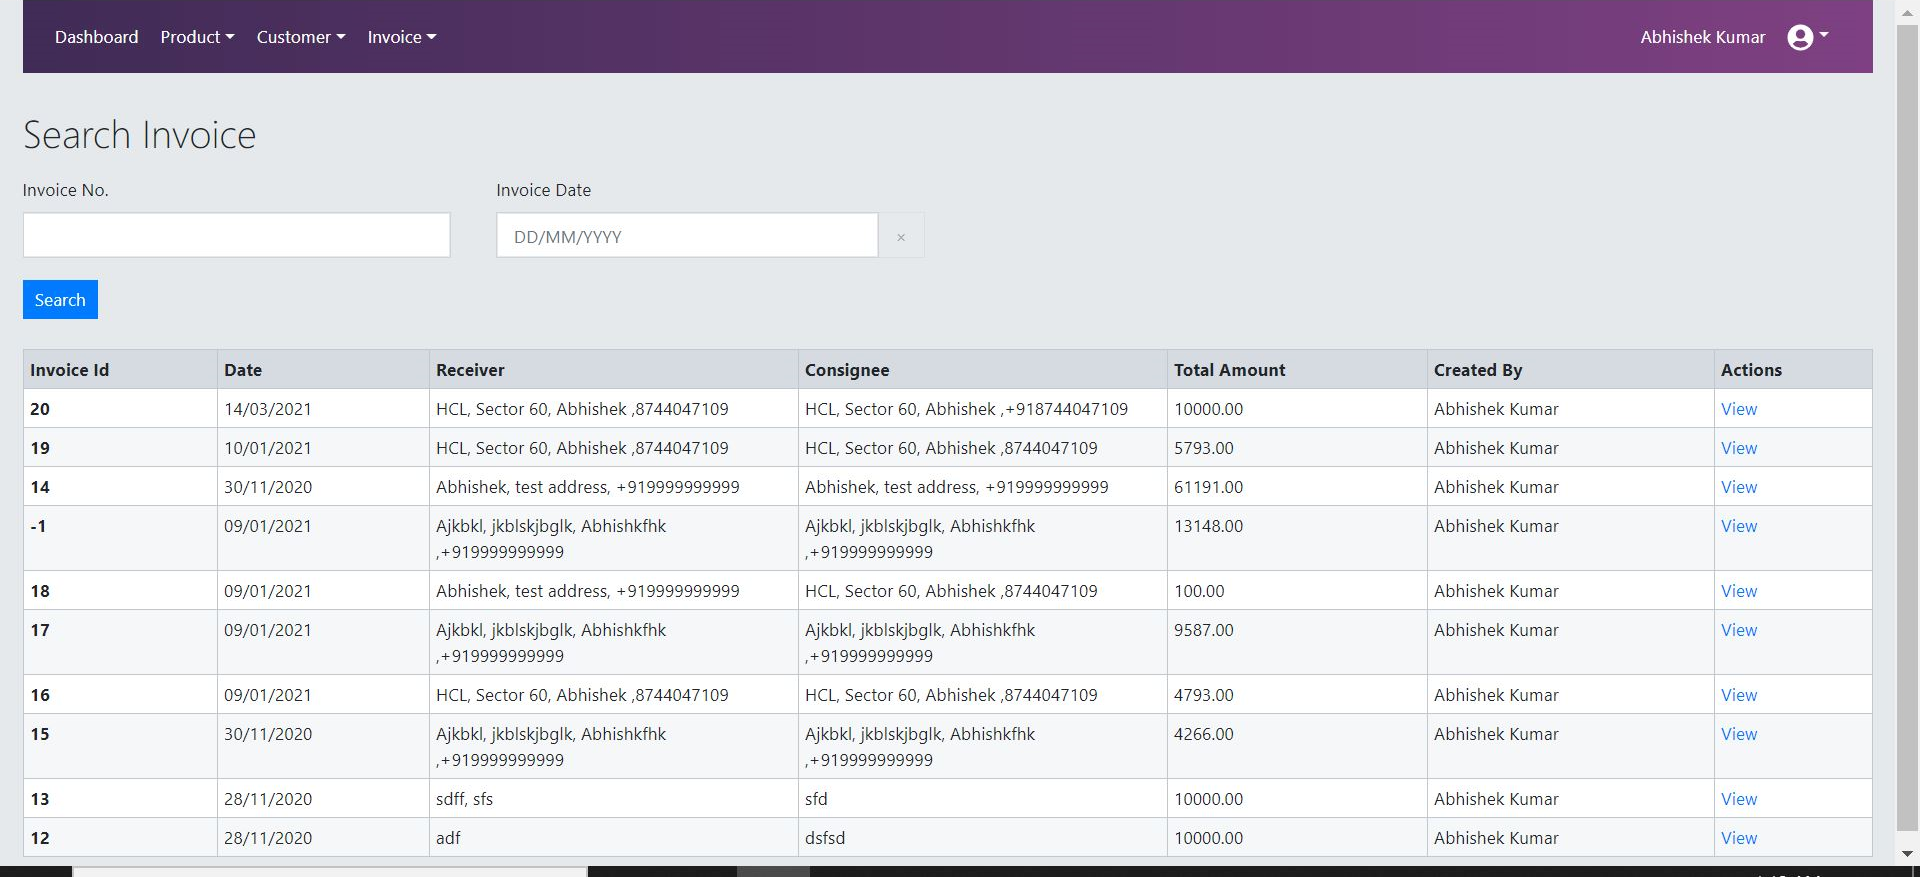 Dashboard Product Customer Invoice Abhishek Kumar
Search Invoice
Invoice No. Invoice Date
DD/MM/YYYY ×
Search
Invoice Id Date Receiver Consignee Total Amount Created By Actions
20 14/03/2021 HCL, Sector 60, Abhishek ,8744047109 HCL, Sector 60, Abhishek ,+918744047109 10000.00 Abhishek Kumar View
19 10/01/2021 HCL, Sector 60, Abhishek ,8744047109 HCL, Sector 60, Abhishek ,8744047109 5793.00 Abhishek Kumar View
14 30/11/2020 Abhishek, test address, +919999999999 Abhishek, test address, +919999999999 61191.00 Abhishek Kumar View
-1 09/01/2021 Ajkbkl, jkblskjbglk, Abhishkfhk Ajkbkl, jkblskjbglk, Abhishkfhk 13148.00 Abhishek Kumar View
,+919999999999 ,+919999999999
18 09/01/2021 Abhishek, test address, +919999999999 HCL, Sector 60, Abhishek ,8744047109 100.00 Abhishek Kumar View
17 09/01/2021 Ajkbkl, jkblskjbglk, Abhishkfhk Ajkbkl, jkblskjbglk, Abhishkfhk 9587.00 Abhishek Kumar View
,+919999999999 ,+919999999999
16 09/01/2021 HCL, Sector 60, Abhishek ,8744047109 HCL, Sector 60, Abhishek ,8744047109 4793.00 Abhishek Kumar View
15 30/11/2020 Ajkbkl, jkblskjbglk, Abhishkfhk Ajkbkl, jkblskjbglk, Abhishkfhk 4266.00 Abhishek Kumar View
,+919999999999 ,+919999999999
13 28/11/2020 sdff, sfs sfd 10000.00 Abhishek Kumar View
12 28/11/2020 adf dsfsd 10000.00 Abhishek Kumar View